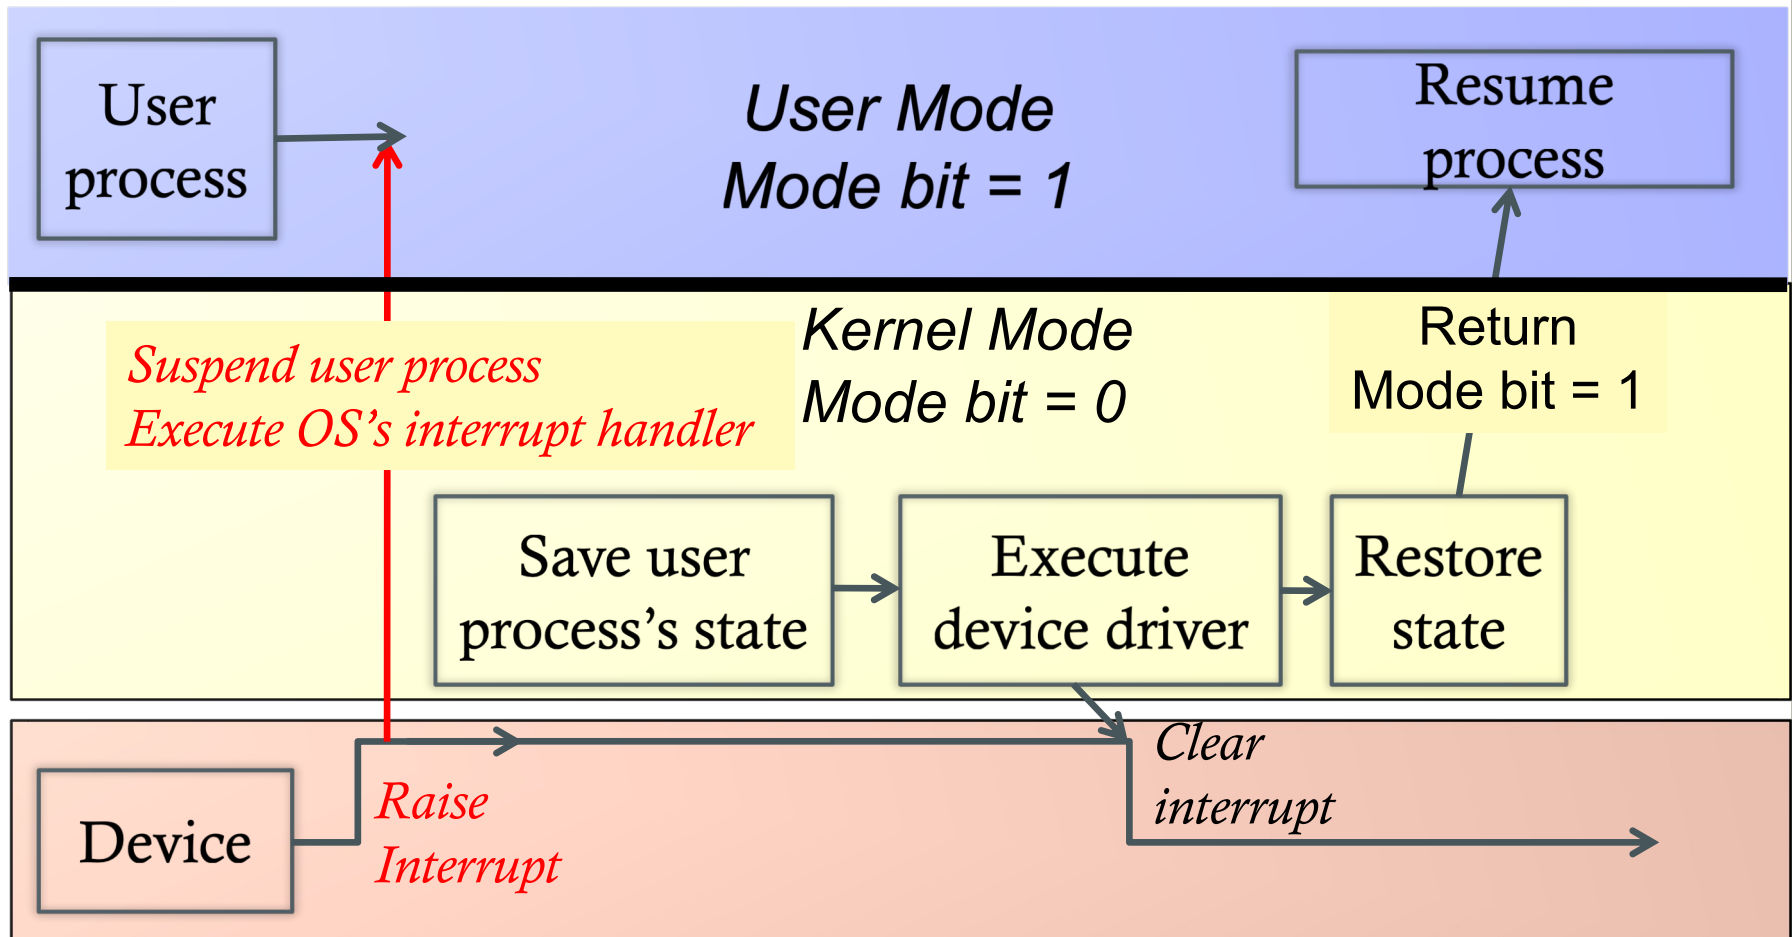 User
process
User Mode
Mode bit = 1
Resume
process
Suspend user process
Execute OS’s interrupt handler
Kernel Mode
Mode bit = 0
Return
Mode bit = 1
Save user
process’s state
Execute
device driver
Restore
state
Device
Raise
Interrupt
Clear
interrupt